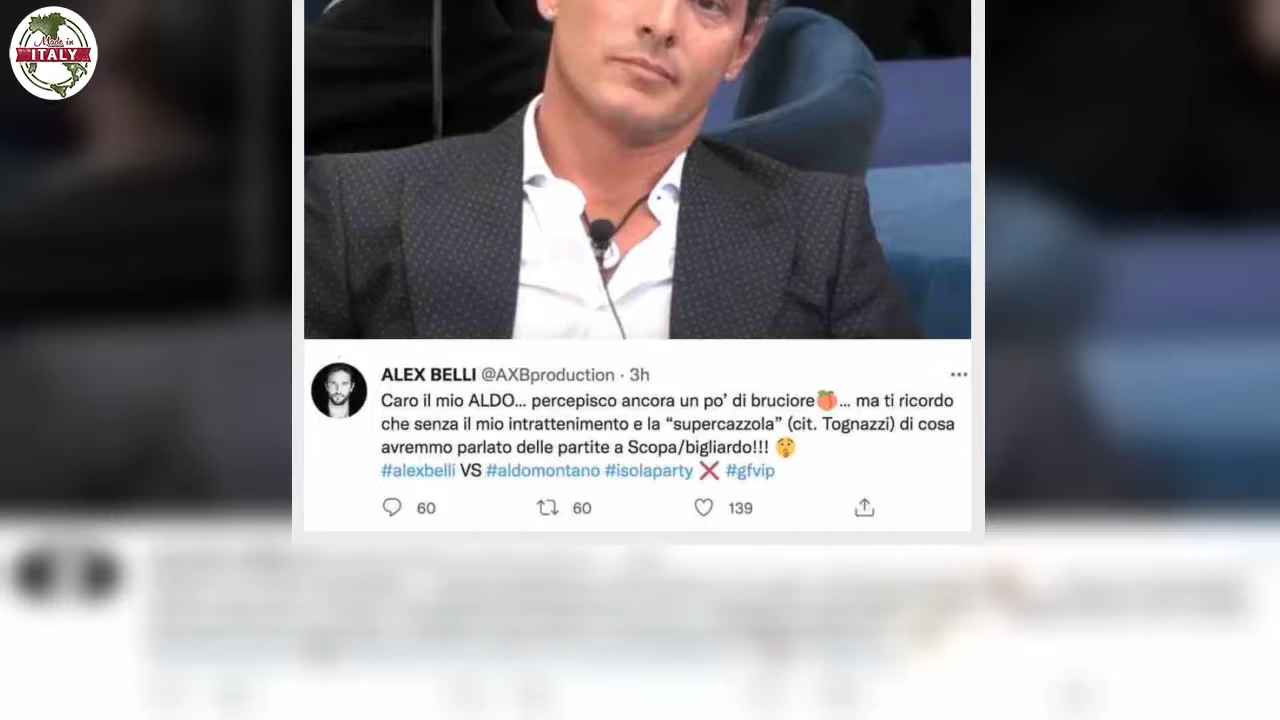 Made in
ITALY
ALEX BELLI @AXBproduction · 3h
Caro il mio ALDO... percepisco ancora un po’ di bruciore🍑... ma ti ricordo
che senza il mio intrattenimento e la “supercazzola” (cit. Tognazzi) di cosa
avremmo parlato delle partite a Scopa/bigliardo!!! 🤫
#alexbelli VS #aldomontano #isolaparty ❌ #gfvip
60 60 139